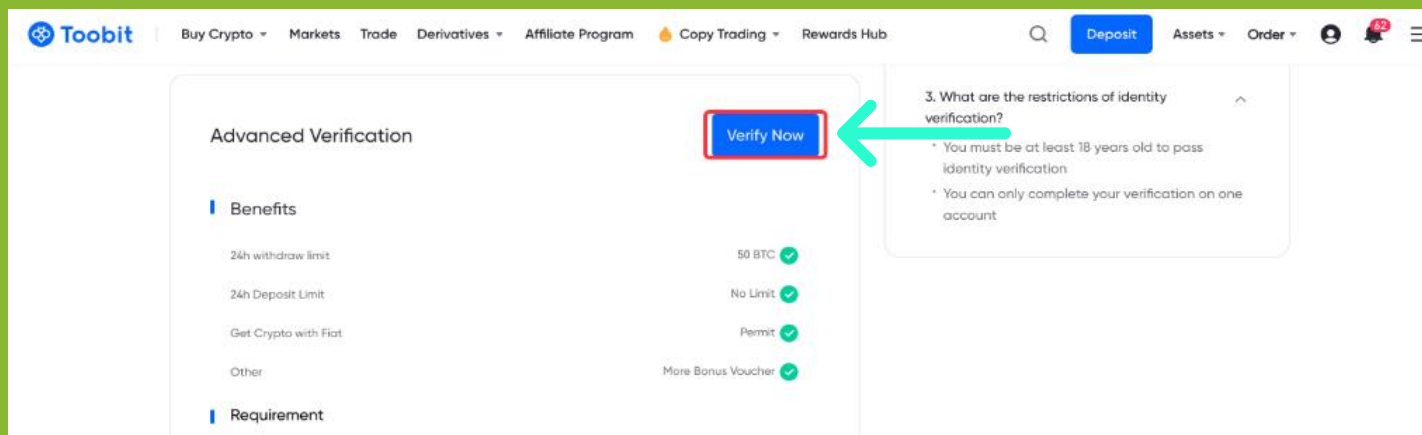 Toobit
Buy Crypto Markets Trade Derivatives Affiliate Program Copy Trading Rewards Hub Deposit Assets Order 62
Advanced Verification
Verify Now
Benefits
24h withdraw limit 50 BTC
24h Deposit Limit No Limit
Get Crypto with Fiat Permit
Other More Bonus Voucher
Requirement
3. What are the restrictions of identity
verification?
* You must be at least 18 years old to pass
identity verification
* You can only complete your verification on one
account